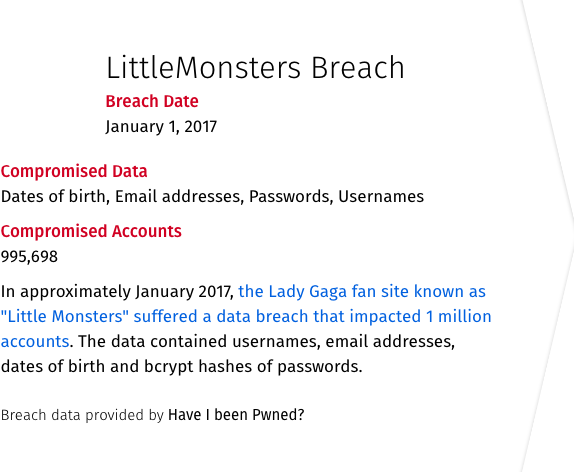 LittleMonsters Breach
Breach Date
January 1, 2017
Compromised Data
Dates of birth, Email addresses, Passwords, Usernames
Compromised Accounts
995,698
In approximately January 2017, the Lady Gaga fan site known as
"Little Monsters" suffered a data breach that impacted 1 million
accounts. The data contained usernames, email addresses,
dates of birth and bcrypt hashes of passwords.
Breach data provided by Have I been Pwned?